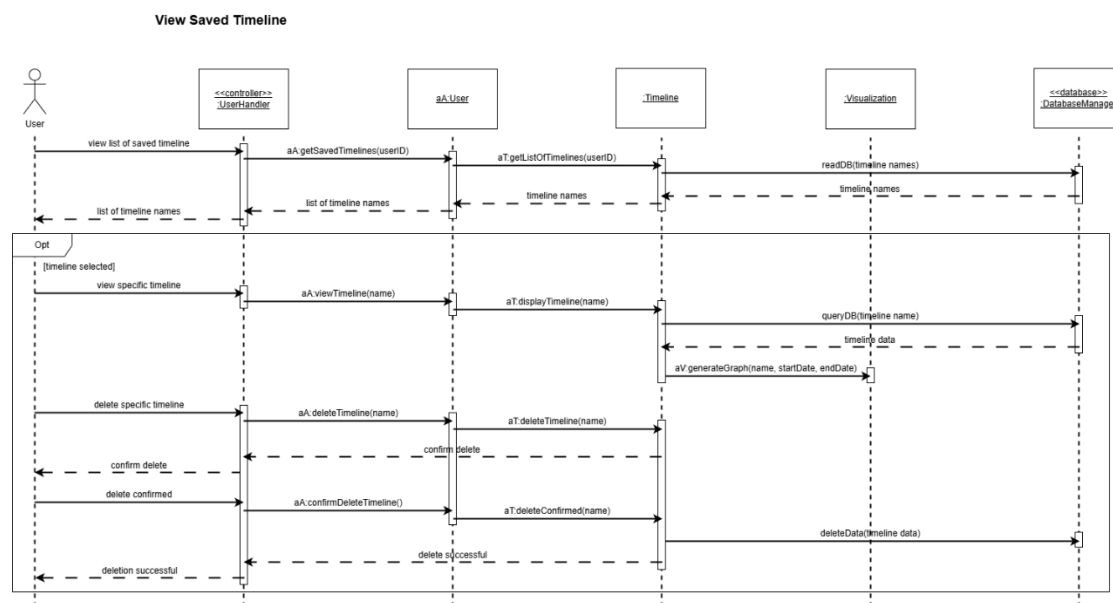 View Saved Timeline
User
<<controller>>
:UserHandler
aA:User
:Timeline
:Visualization
<<database>>
:DatabaseManage
view list of saved timeline
aA:getSavedTimelines(userID)
aT:getListOfTimelines(userID)
readDB(timeline names)
timeline names
timeline names
list of timeline names
list of timeline names
Opt
[timeline selected]
view specific timeline
aA:viewTimeline(name)
aT:displayTimeline(name)
queryDB(timeline name)
timeline data
aV:generateGraph(name, startDate, endDate)
delete specific timeline
aA:deleteTimeline(name)
aT:deleteTimeline(name)
confirm delete
confirm delete
delete confirmed
aA:confirmDeleteTimeline()
aT:deleteConfirmed(name)
deleteData(timeline data)
delete successful
deletion successful